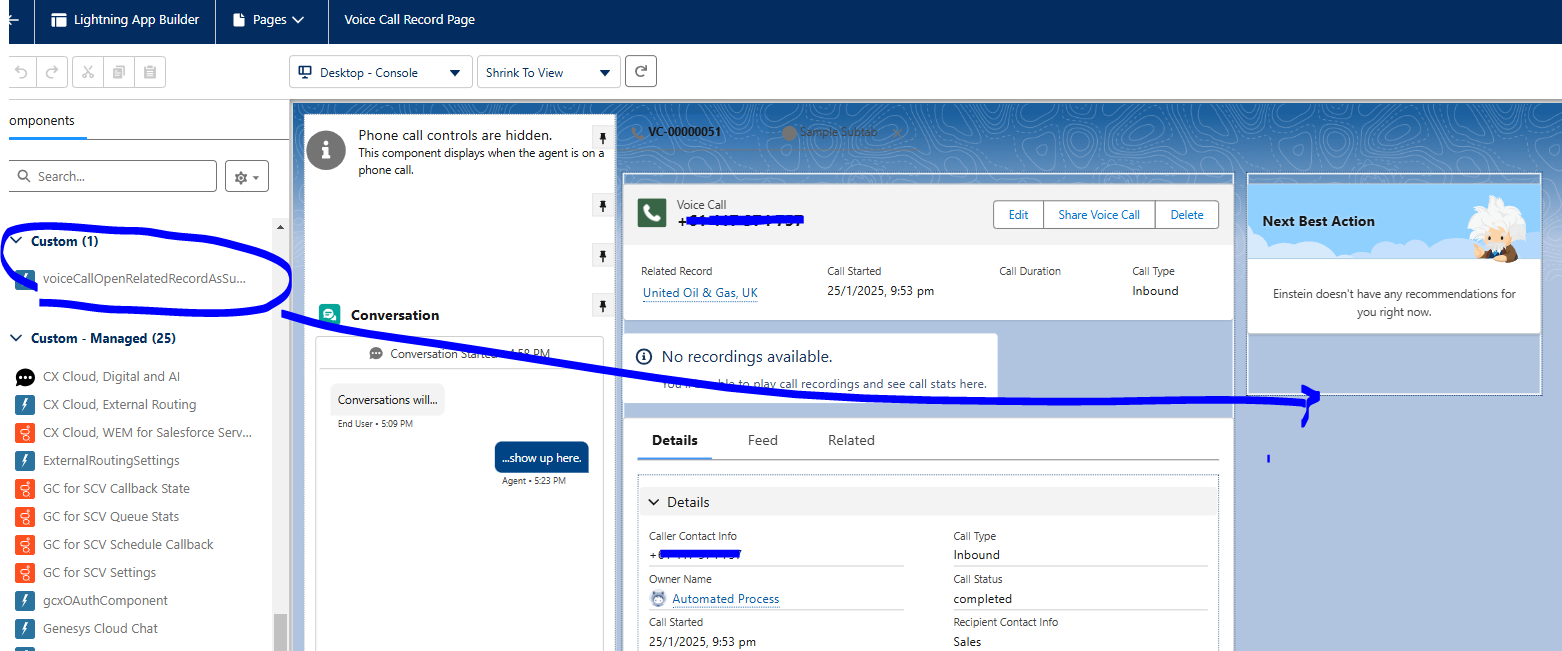 Lightning App Builder
Pages
Voice Call Record Page
Desktop - Console
Shrink To View
omponents
Search...
Custom (1)
voiceCallOpenRelatedRecordAsSu...
Custom - Managed (25)
CX Cloud, Digital and AI
CX Cloud, External Routing
CX Cloud, WEM for Salesforce Serv...
ExternalRoutingSettings
GC for SCV Callback State
GC for SCV Queue Stats
GC for SCV Schedule Callback
GC for SCV Settings
gcxOAuthComponent
Genesys Cloud Chat
Phone call controls are hidden.
This component displays when the agent is on a
phone call.
Conversation
Conversation Started 4:58 PM
Conversations will...
End User • 5:09 PM
...show up here.
Agent • 5:23 PM
VC-00000051
Sample Subtab
Voice Call
+
Edit
Share Voice Call
Delete
Related Record
United Oil & Gas, UK
Call Started
25/1/2025, 9:53 pm
Call Duration
Call Type
Inbound
No recordings available.
to play call recordings and see call stats here.
Details
Feed
Related
Details
Caller Contact Info
+
Call Type
Inbound
Owner Name
Automated Process
Call Status
completed
Call Started
25/1/2025, 9:53 pm
Recipient Contact Info
Sales
Next Best Action
Einstein doesn't have any recommendations for
you right now.